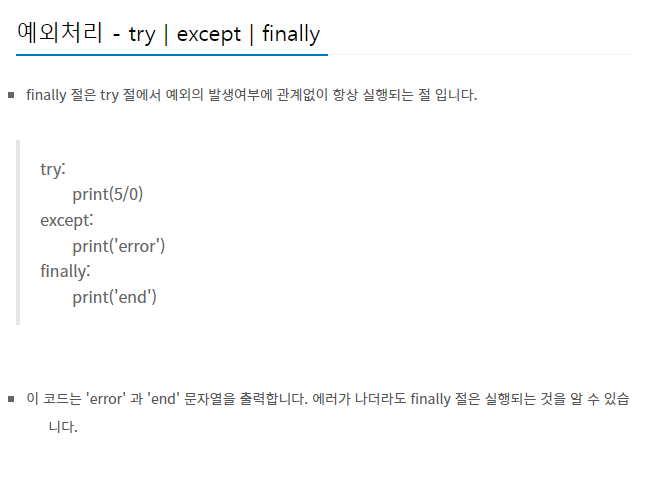 예외처리 - try | except | finally
finally 절은 try 절에서 예외의 발생여부에 관계없이 항상 실행되는 절 입니다.
try:
print(5/0)
except:
print('error')
finally:
print('end')
이 코드는 'error' 과 'end' 문자열을 출력합니다. 에러가 나더라도 finally 절은 실행되는 것을 알 수 있습
니다.